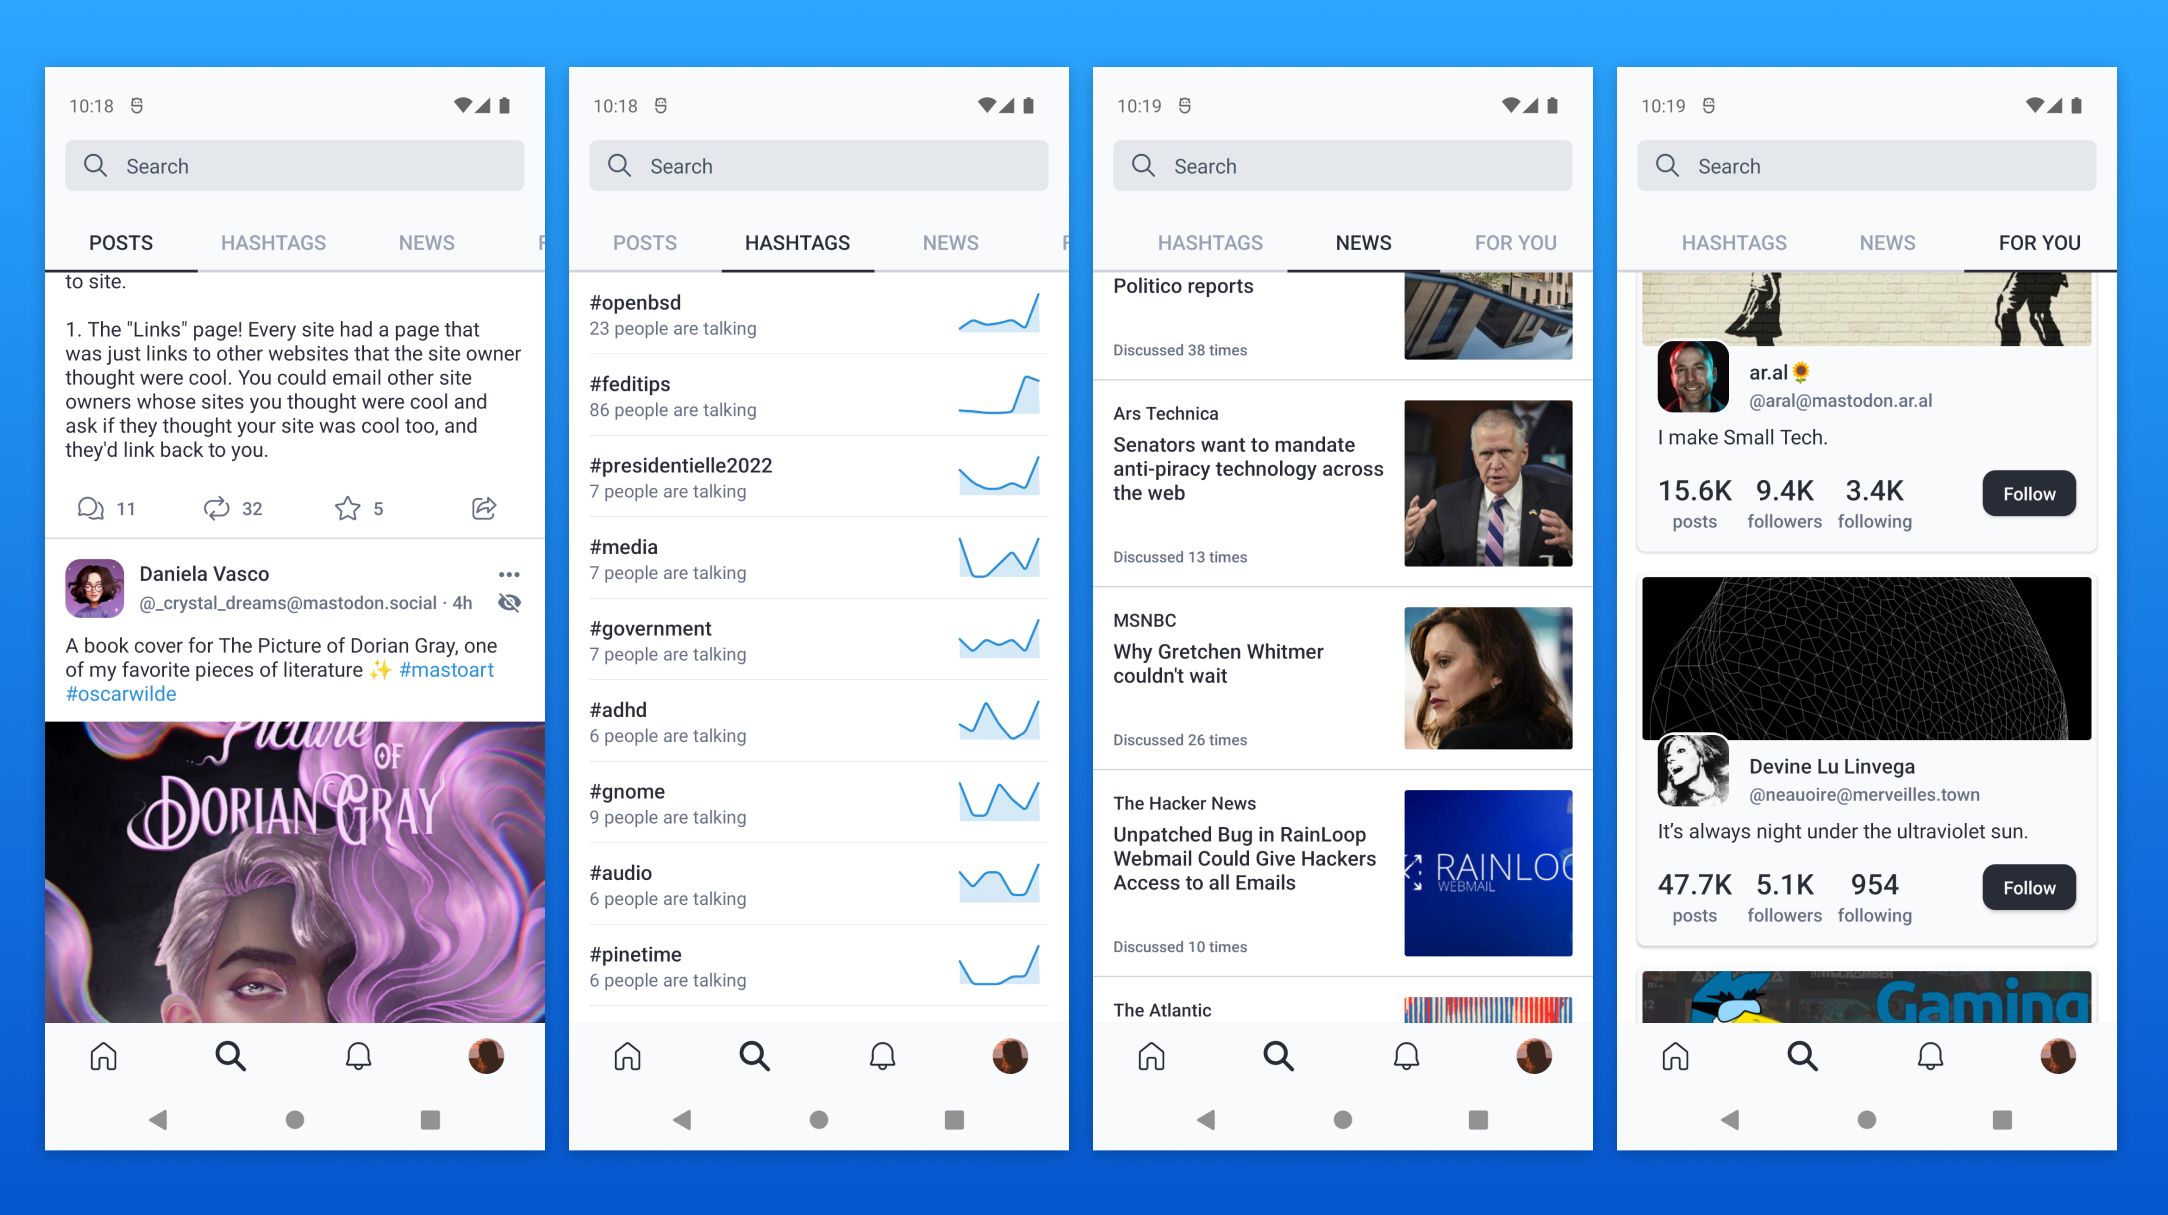 10:18
Search
POSTS HASHTAGS NEWS
to site.
1. The "Links" page! Every site had a page that
was just links to other websites that the site owner
thought were cool. You could email other site
owners whose sites you thought were cool and
ask if they thought your site was cool too, and
they'd link back to you.
11 32 5
Daniela Vasco
@_crystal_dreams@mastodon.social · 4h
A book cover for The Picture of Dorian Gray, one
of my favorite pieces of literature ✨ #mastoart
#oscarwilde
Picture
OF
DORIAN GRAY
10:18
Search
POSTS HASHTAGS NEWS
#openbsd
23 people are talking
#feditips
86 people are talking
#presidentielle2022
7 people are talking
#media
7 people are talking
#government
7 people are talking
#adhd
6 people are talking
#gnome
9 people are talking
#audio
6 people are talking
#pinetime
6 people are talking
10:19
Search
HASHTAGS NEWS FOR YOU
Politico reports
Discussed 38 times
Ars Technica
Senators want to mandate
anti-piracy technology across
the web
Discussed 13 times
MSNBC
Why Gretchen Whitmer
couldn't wait
Discussed 26 times
The Hacker News
Unpatched Bug in RainLoop
Webmail Could Give Hackers
Access to all Emails
RAINLOO
WEBMAIL
Discussed 10 times
The Atlantic
10:19
Search
HASHTAGS NEWS FOR YOU
ar.al🌻
@aral@mastodon.ar.al
I make Small Tech.
15.6K 9.4K 3.4K
posts followers following
Follow
Devine Lu Linvega
@neauoire@merveilles.town
It's always night under the ultraviolet sun.
47.7K 5.1K 954
posts followers following
Follow
Gaming